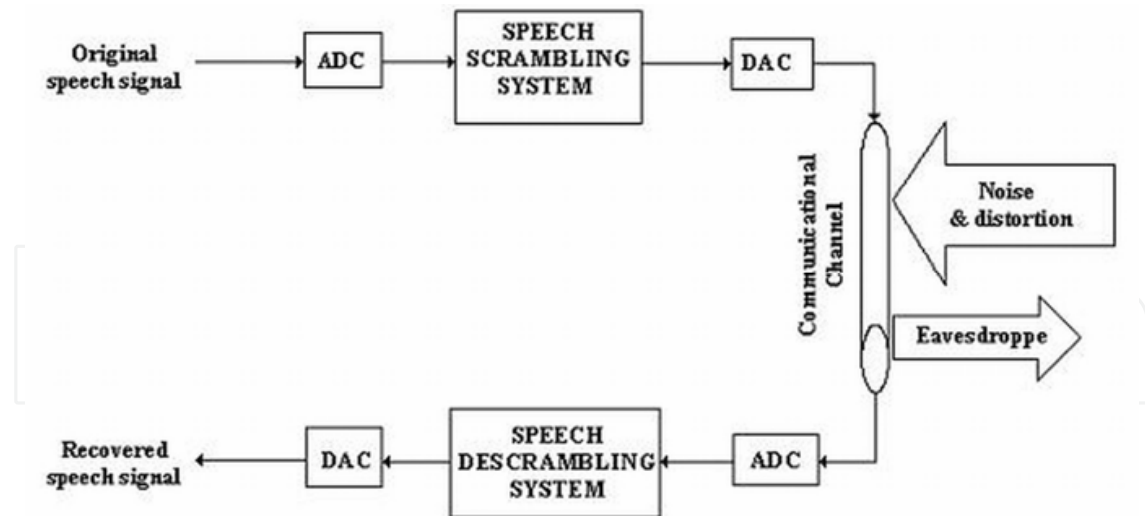 Original
speech signal
ADC
SPEECH
SCRAMBLING
SYSTEM
DAC
Communicational
Channel
Noise
& distortion
Eavesdroppe
Recovered
speech signal
DAC
SPEECH
DESCRAMBLING
SYSTEM
ADC